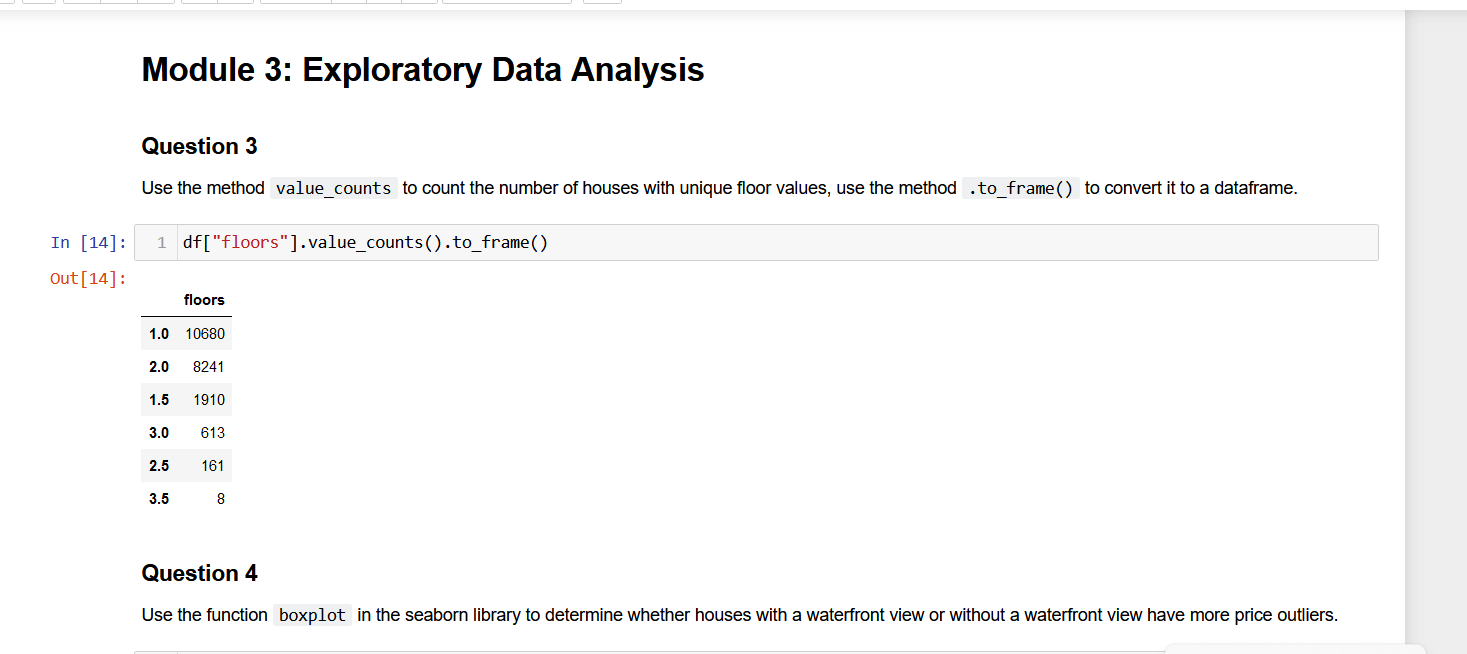 Module 3: Exploratory Data Analysis
Question 3
Use the method value_counts to count the number of houses with unique floor values, use the method .to_frame() to convert it to a dataframe.
In [14]: 1 df["floors"].value_counts().to_frame()
Out[14]:
floors
1.0 10680
2.0 8241
1.5 1910
3.0 613
2.5 161
3.5 8
Question 4
Use the function boxplot in the seaborn library to determine whether houses with a waterfront view or without a waterfront view have more price outliers.